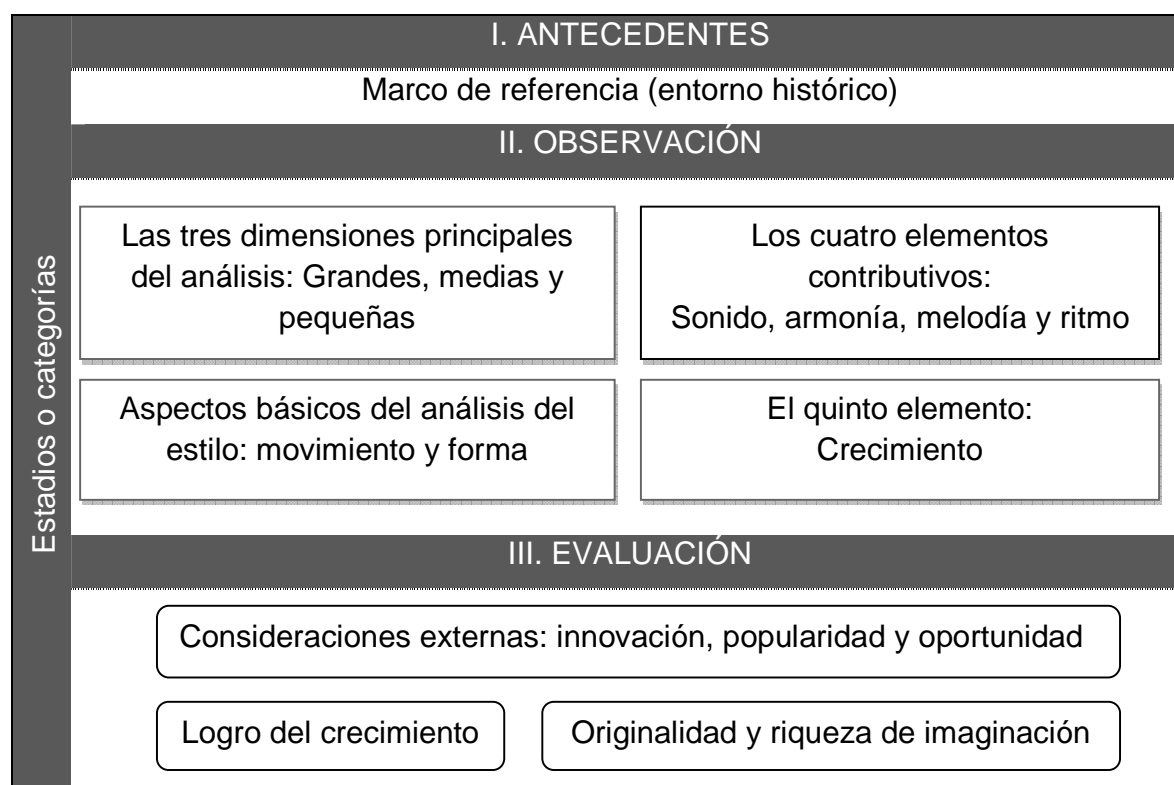 Estadios o categorías
I. ANTECEDENTES
Marco de referencia (entorno histórico)
II. OBSERVACIÓN
Las tres dimensiones principales
del análisis: Grandes, medias y
pequeñas
Los cuatro elementos
contributivos:
Sonido, armonía, melodía y ritmo
Aspectos básicos del análisis del
estilo: movimiento y forma
El quinto elemento:
Crecimiento
III. EVALUACIÓN
Consideraciones externas: innovación, popularidad y oportunidad
Logro del crecimiento
Originalidad y riqueza de imaginación